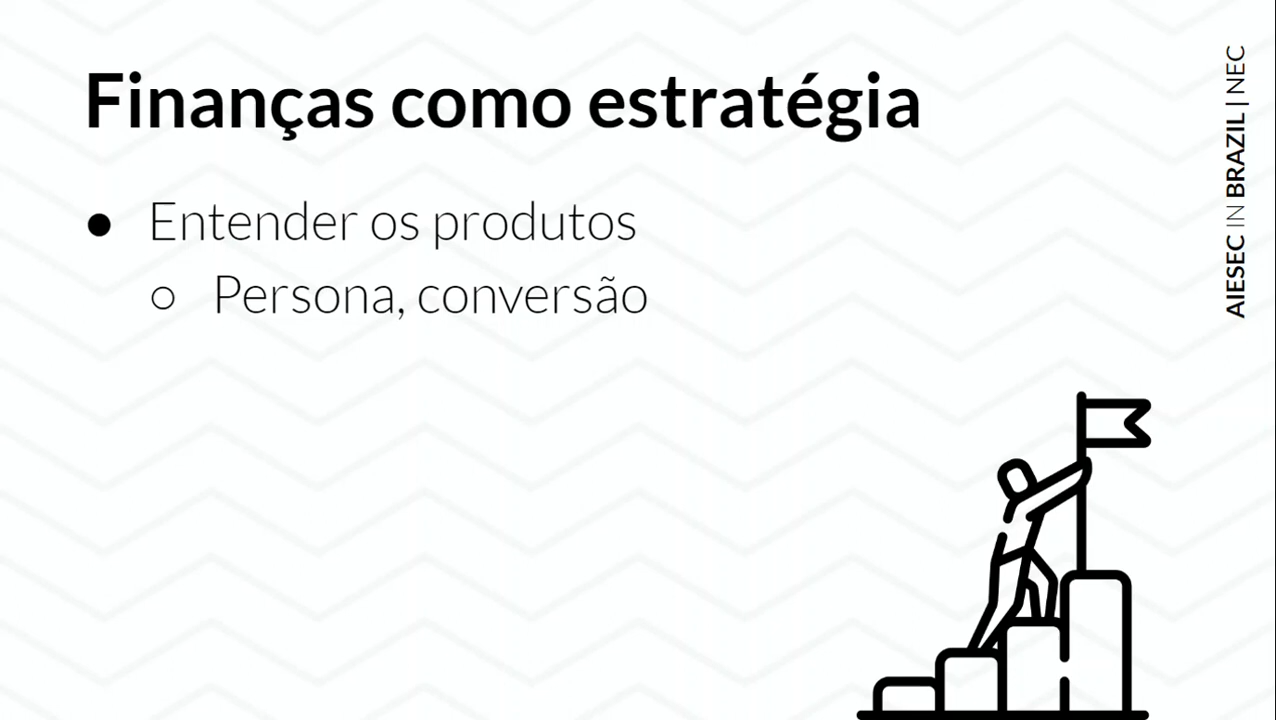 Finanças como estratégia
● Entender os produtos
○ Persona, conversão
AIESEC IN BRAZIL | NEC